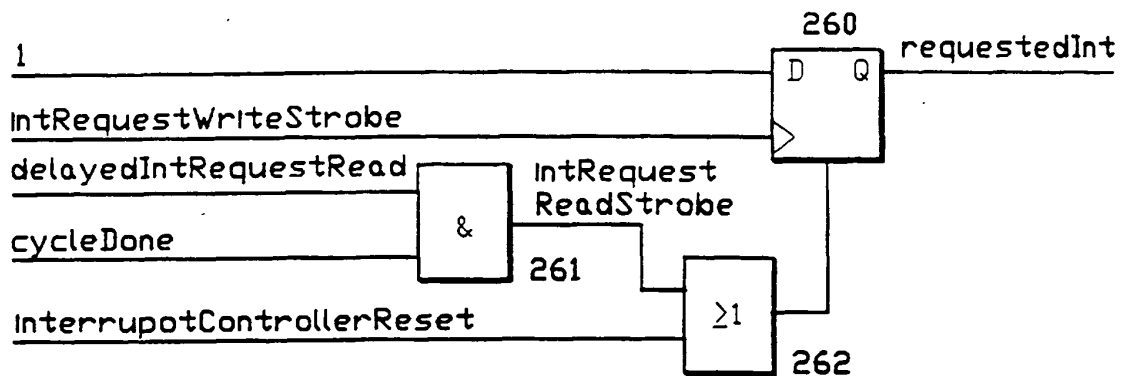 260
1
requestedInt
D Q
IntRequestWriteStrobe
delayedIntRequestRead
IntRequest
ReadStrobe
&
cycleDone
261
InterrupotControllerReset
≥1
262